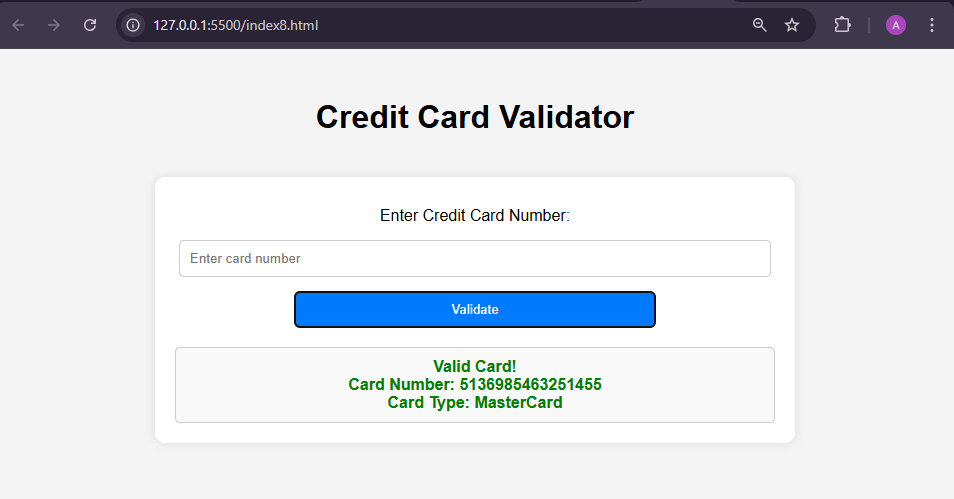 127.0.0.1:5500/index8.html
A
Credit Card Validator
Enter Credit Card Number:
Enter card number
Validate
Valid Card!
Card Number: 5136985463251455
Card Type: MasterCard